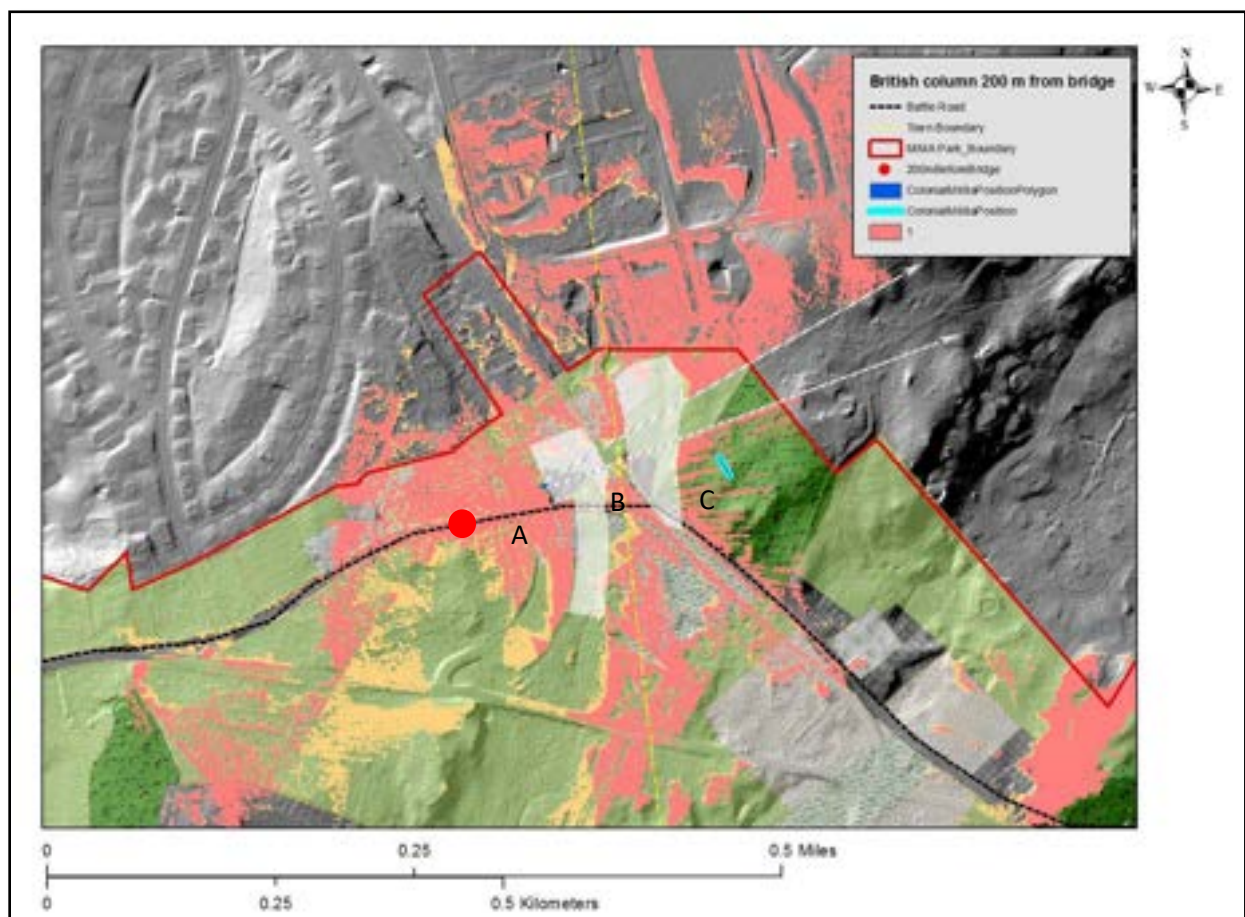 N
W E
S
British column 200 m from bridge
Battle Road
Town Boundary
MIMA Park_Boundary
ColonialMilitiaPositionPolygon
ColonialMilitiaPosition
1
A
B
C
0 0.25 0.5 Miles
0 0.25 0.5 Kilometers